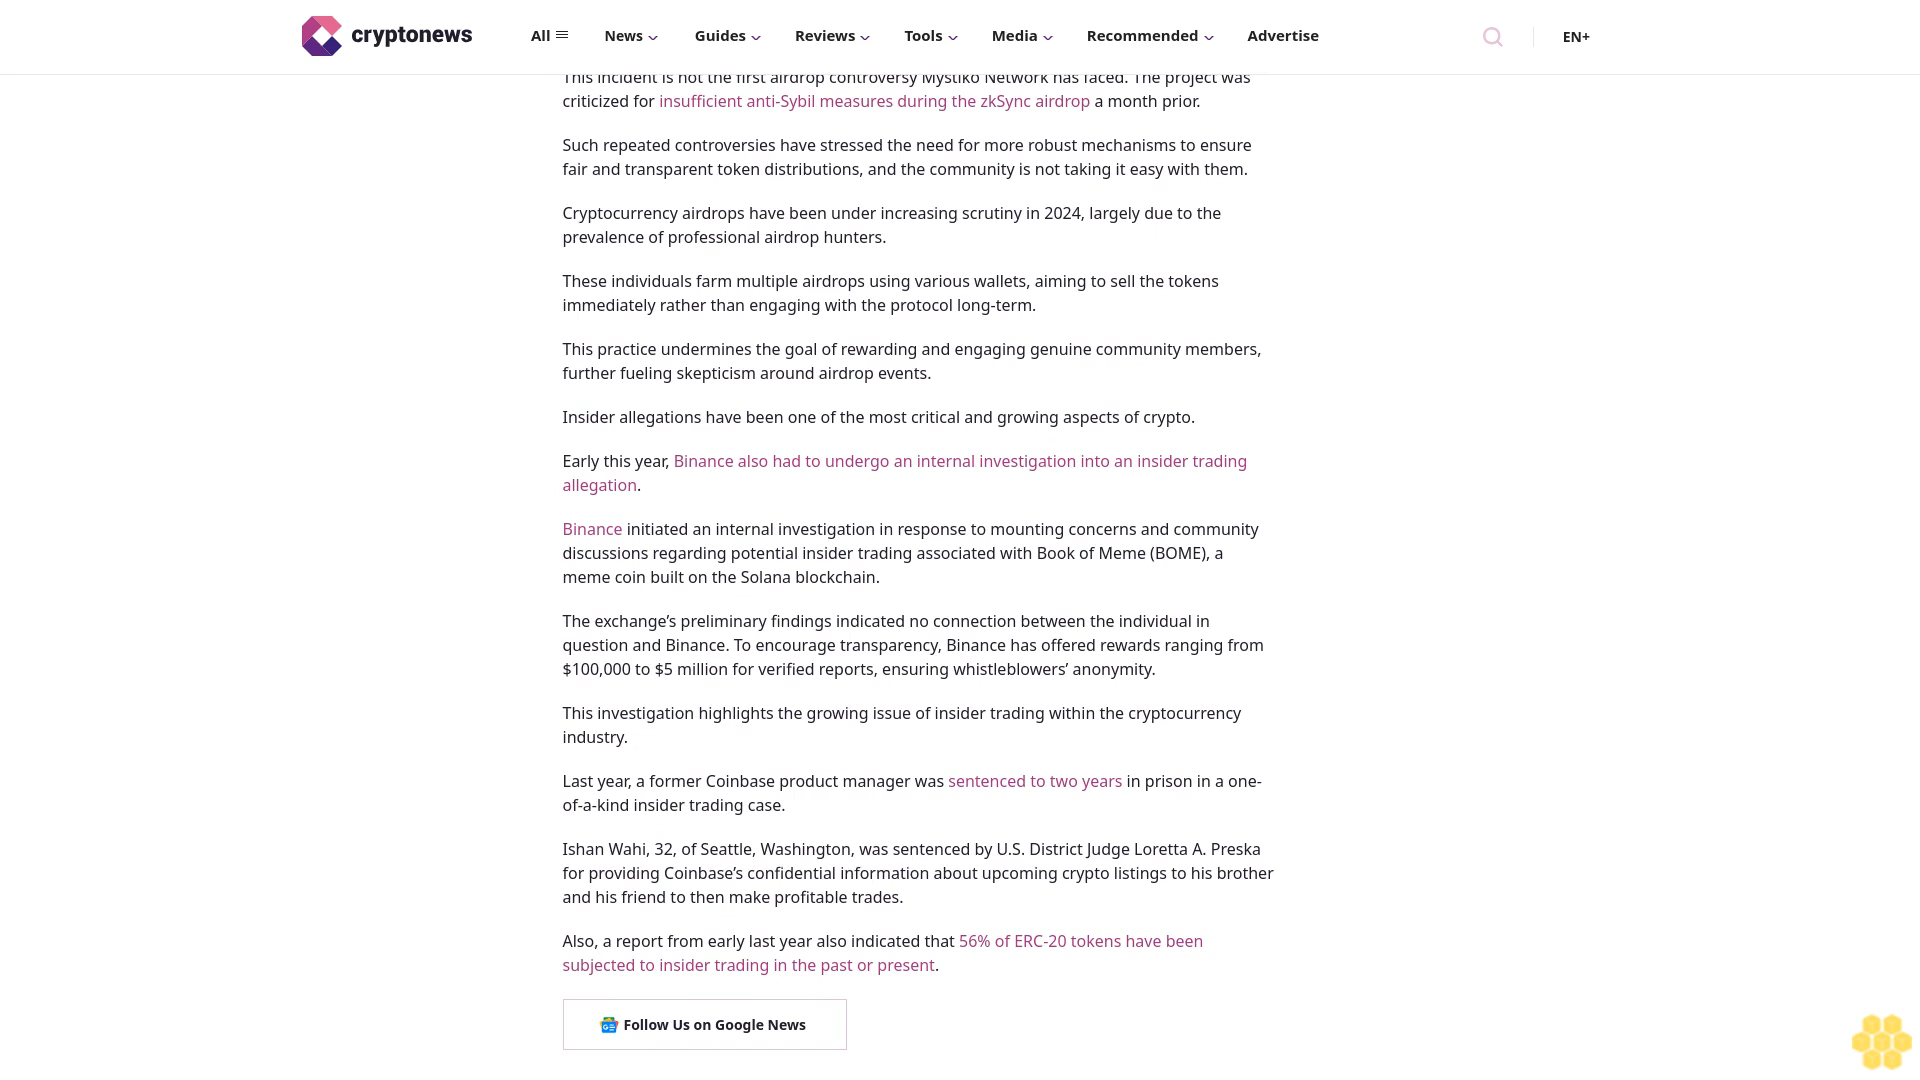 cryptonews
All
News
Guides
Reviews
Tools
Media
Recommended
Advertise
EN+
This incident is not the first airdrop controversy Mystiko Network has faced. The project was
criticized for insufficient anti-Sybil measures during the zkSync airdrop a month prior.
Such repeated controversies have stressed the need for more robust mechanisms to ensure
fair and transparent token distributions, and the community is not taking it easy with them.
Cryptocurrency airdrops have been under increasing scrutiny in 2024, largely due to the
prevalence of professional airdrop hunters.
These individuals farm multiple airdrops using various wallets, aiming to sell the tokens
immediately rather than engaging with the protocol long-term.
This practice undermines the goal of rewarding and engaging genuine community members,
further fueling skepticism around airdrop events.
Insider allegations have been one of the most critical and growing aspects of crypto.
Early this year, Binance also had to undergo an internal investigation into an insider trading
allegation.
Binance initiated an internal investigation in response to mounting concerns and community
discussions regarding potential insider trading associated with Book of Meme (BOME), a
meme coin built on the Solana blockchain.
The exchange’s preliminary findings indicated no connection between the individual in
question and Binance. To encourage transparency, Binance has offered rewards ranging from
$100,000 to $5 million for verified reports, ensuring whistleblowers’ anonymity.
This investigation highlights the growing issue of insider trading within the cryptocurrency
industry.
Last year, a former Coinbase product manager was sentenced to two years in prison in a one-
of-a-kind insider trading case.
Ishan Wahi, 32, of Seattle, Washington, was sentenced by U.S. District Judge Loretta A. Preska
for providing Coinbase’s confidential information about upcoming crypto listings to his brother
and his friend to then make profitable trades.
Also, a report from early last year also indicated that 56% of ERC-20 tokens have been
subjected to insider trading in the past or present.
Follow Us on Google News